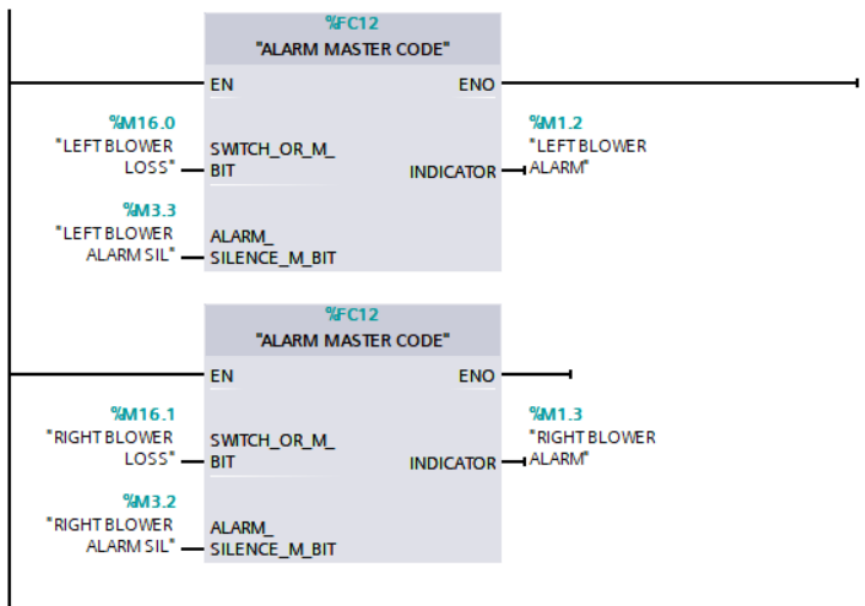 %FC12
"ALARM MASTER CODE"
EN
ENO
%M16.0
"LEFT BLOWER
LOSS"
SWITCH_OR_M_
BIT
%M1.2
"LEFT BLOWER
ALARM"
INDICATOR
%M3.3
"LEFT BLOWER
ALARM SIL"
ALARM_
SILENCE_M_BIT
%FC12
"ALARM MASTER CODE"
EN
ENO
%M16.1
"RIGHT BLOWER
LOSS"
SWITCH_OR_M_
BIT
%M1.3
"RIGHT BLOWER
ALARM"
INDICATOR
%M3.2
"RIGHT BLOWER
ALARM SIL"
ALARM_
SILENCE_M_BIT